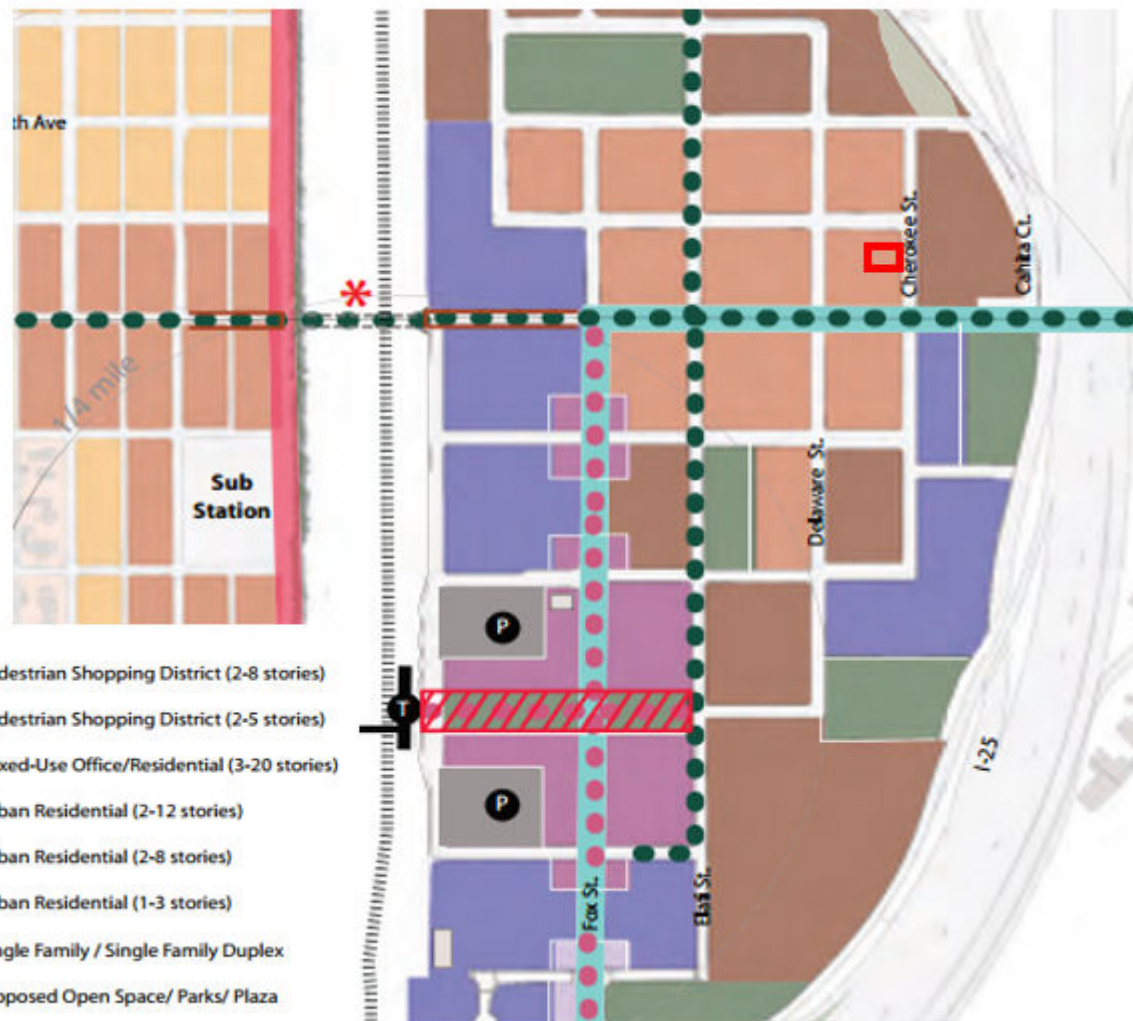 th Ave
Cherokee St.
Cahita Ct.
1/4 mile
Sub
Station
Delaware St.
P
T
I-25
P
Fox St.
Elati St.
destrian Shopping District (2-8 stories)
destrian Shopping District (2-5 stories)
xed-Use Office/Residential (3-20 stories)
ban Residential (2-12 stories)
ban Residential (2-8 stories)
ban Residential (1-3 stories)
ngle Family / Single Family Duplex
oposed Open Space/ Parks/ Plaza